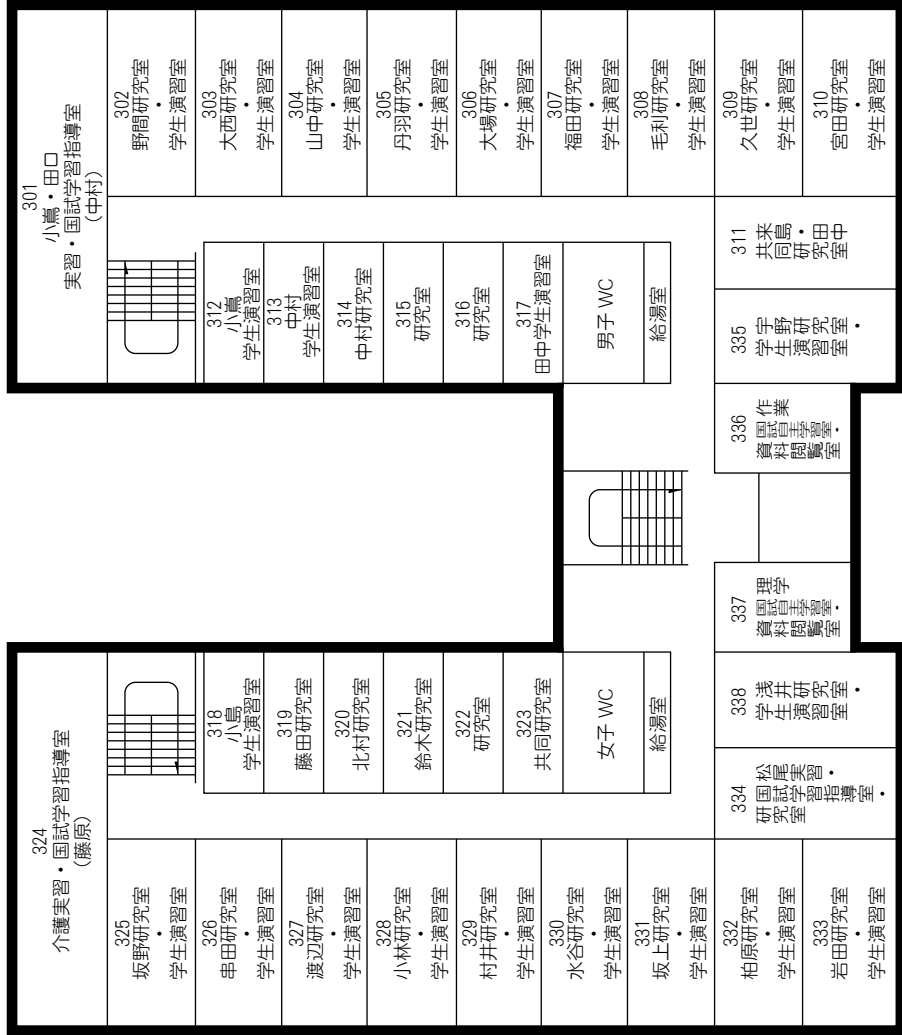 301
小嶌・田口
実習・国試学習指導室
(中村)
302
野間研究室
・
学生演習室
303
大西研究室
・
学生演習室
304
山中研究室
・
学生演習室
305
丹羽研究室
・
学生演習室
306
大場研究室
・
学生演習室
307
福田研究室
・
学生演習室
308
毛利研究室
・
学生演習室
309
久世研究室
・
学生演習室
310
宮田研究室
・
学生演習室
311
来島・田中
共同研究室
312
小嶌
学生演習室
313
中村
学生演習室
314
中村研究室
315
研究室
316
研究室
317
田中学生演習室
男子 WC
給湯室
335
宇野研究室・
学生演習室
336
作業
国試自主学習室・
資料閲覧室
337
理学
国試自主学習室・
資料閲覧室
338
浅井研究室・
学生演習室
334
松尾実習・
国試学習指導室・
研究室
318
小島
学生演習室
319
藤田研究室
320
北村研究室
321
鈴木研究室
322
研究室
323
共同研究室
女子 WC
給湯室
324
介護実習・国試学習指導室
(藤原)
325
坂野研究室
・
学生演習室
326
串田研究室
・
学生演習室
327
渡辺研究室
・
学生演習室
328
小林研究室
・
学生演習室
329
村井研究室
・
学生演習室
330
水谷研究室
・
学生演習室
331
坂上研究室
・
学生演習室
332
柏原研究室
・
学生演習室
333
岩田研究室
・
学生演習室